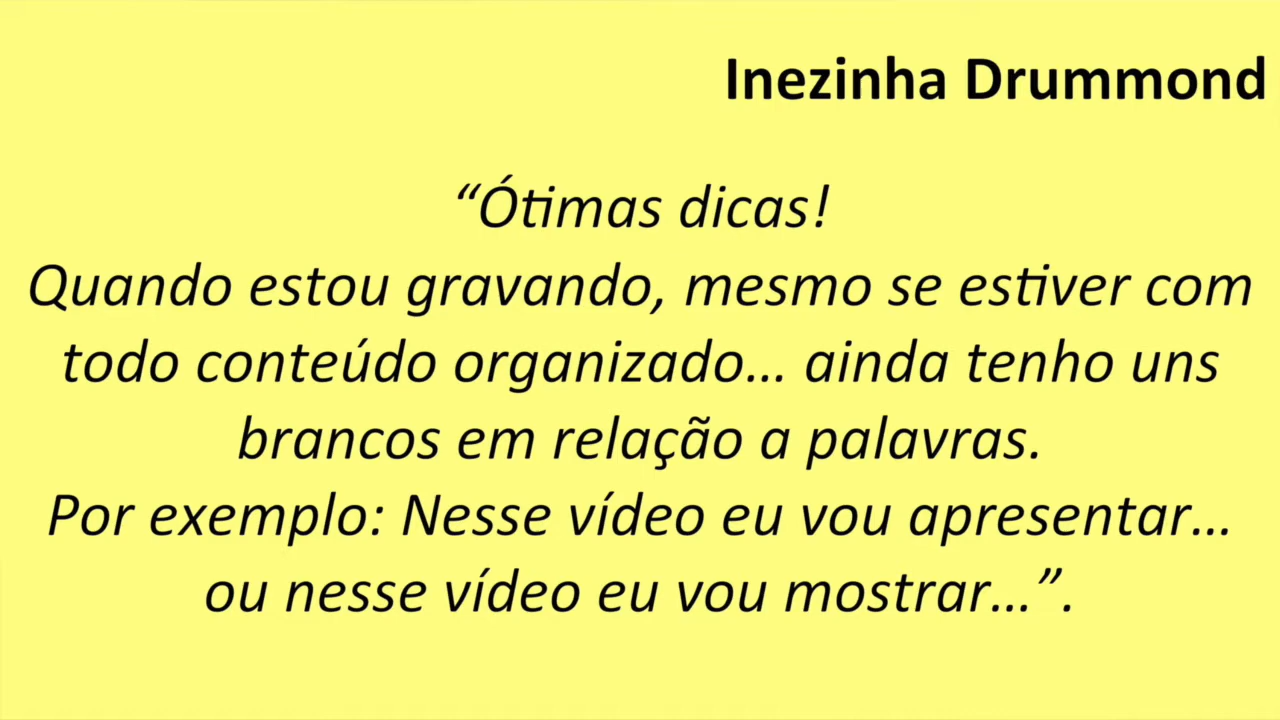 Inezinha Drummond
“Ótimas dicas!
Quando estou gravando, mesmo se estiver com
todo conteúdo organizado... ainda tenho uns
brancos em relação a palavras.
Por exemplo: Nesse vídeo eu vou apresentar...
ou nesse vídeo eu vou mostrar...”.